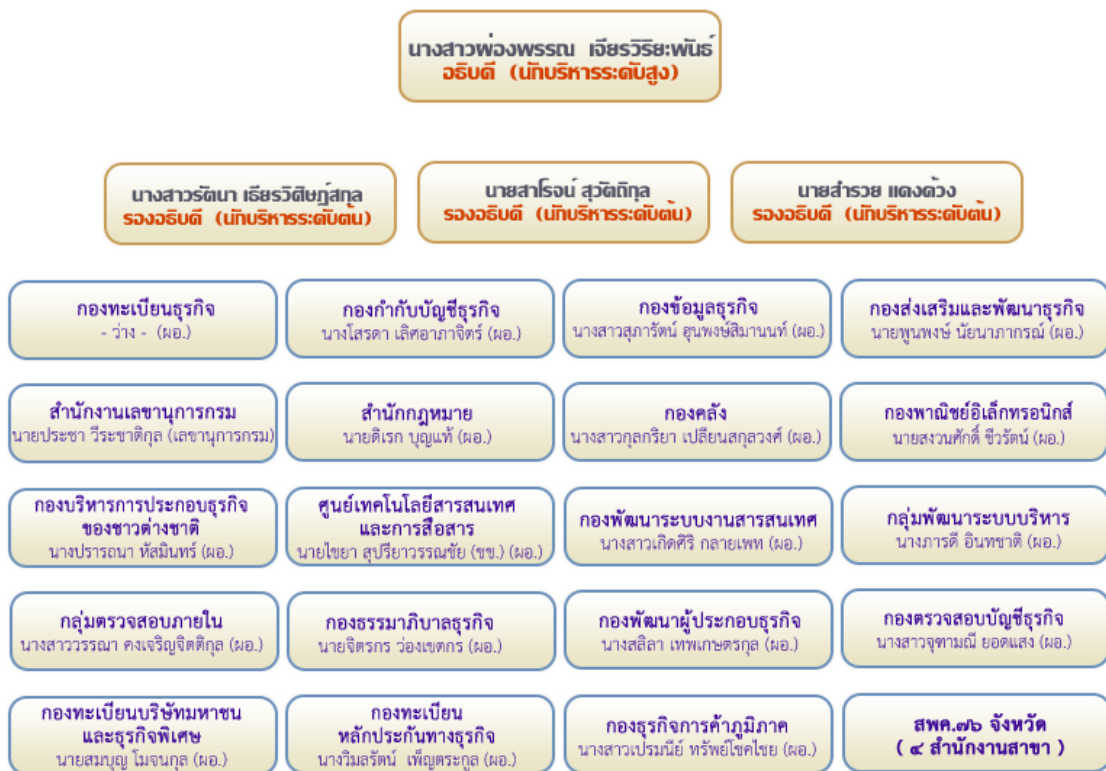 นางสาวผ่องพรรณ เจียรวิริยะพันธ์
อธิบดี (นักบริหารระดับสูง)
นางสาวรัตนา เธียรวิศิษฎ์สกุล
รองอธิบดี (นักบริหารระดับต้น)
นายสาโรจน์ สุวัตถิกุล
รองอธิบดี (นักบริหารระดับต้น)
นายสำรวย แดงด้วง
รองอธิบดี (นักบริหารระดับต้น)
กองทะเบียนธุรกิจ
- ว่าง - (ผอ.)
กองกำกับบัญชีธุรกิจ
นางโสรดา เลิศอาภาจิตร์ (ผอ.)
กองข้อมูลธุรกิจ
นางสาวสุภารัตน์ ฮุนพงษ์สิมานนท์ (ผอ.)
กองส่งเสริมและพัฒนาธุรกิจ
นายพูนพงษ์ นัยนาภากรณ์ (ผอ.)
สำนักงานเลขานุการกรม
นายประชา วีระชาติกุล (เลขานุการกรม)
สำนักกฎหมาย
นายดิเรก บุญแท้ (ผอ.)
กองคลัง
นางสาวกุลกริยา เปลียนสกุลวงศ์ (ผอ.)
กองพาณิชย์อิเล็กทรอนิกส์
นายสงวนศักดิ์ ชีวรัตน์ (ผอ.)
กองบริหารการประกอบธุรกิจ
ของชาวต่างชาติ
นางปรารถนา หัสมินทร์ (ผอ.)
ศูนย์เทคโนโลยีสารสนเทศ
และการสื่อสาร
นายไชยา สุปรียาวรรณชัย (ชช.) (ผอ.)
กองพัฒนาระบบงานสารสนเทศ
นางสาวเกิดศิริ กลายเพท (ผอ.)
กลุ่มพัฒนาระบบบริหาร
นางภารดี อินทชาติ (ผอ.)
กลุ่มตรวจสอบภายใน
นางสาววรรณา คงเจริญจิตติกุล (ผอ.)
กองธรรมาภิบาลธุรกิจ
นายจิตรกร ว่องเขตกร (ผอ.)
กองพัฒนาผู้ประกอบธุรกิจ
นางสลิลา เทพเกษตรกุล (ผอ.)
กองตรวจสอบบัญชีธุรกิจ
นางสาวจุฑามณี ยอดแสง (ผอ.)
กองทะเบียนบริษัทมหาชน
และธุรกิจพิเศษ
นายสมบุญ โมจนกุล (ผอ.)
กองทะเบียน
หลักประกันทางธุรกิจ
นางวิมลรัตน์ เพ็ญตระกูล (ผอ.)
กองธุรกิจการค้าภูมิภาค
นางสาวเปรมนีย์ ทรัพย์โชคไชย (ผอ.)
สพค.๗๖ จังหวัด
( ๔ สำนักงานสาขา )